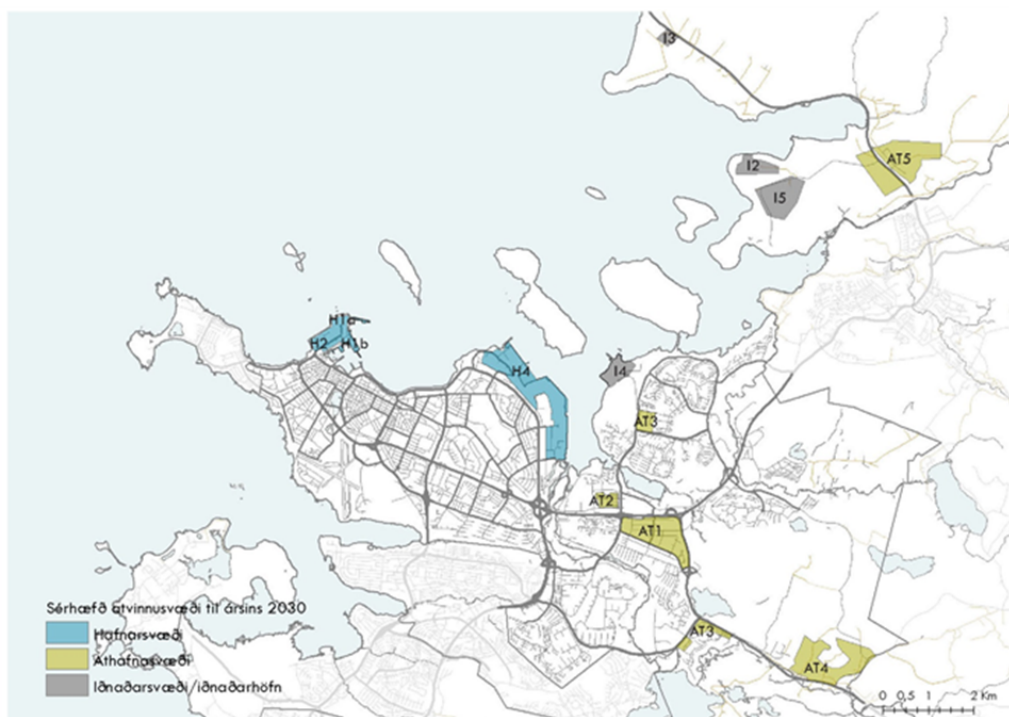 I3
AT5
I2
I5
H1a
H2
H1b
H4
I4
AT3
AT2
AT1
AT3
AT4
Sérhæfð atvinnusvæði til ársins 2030
Hafnarsvæði
Athafnasvæði
Iðnaðarsvæði/iðnaðarhöfn
0 0,5 1 2 Km